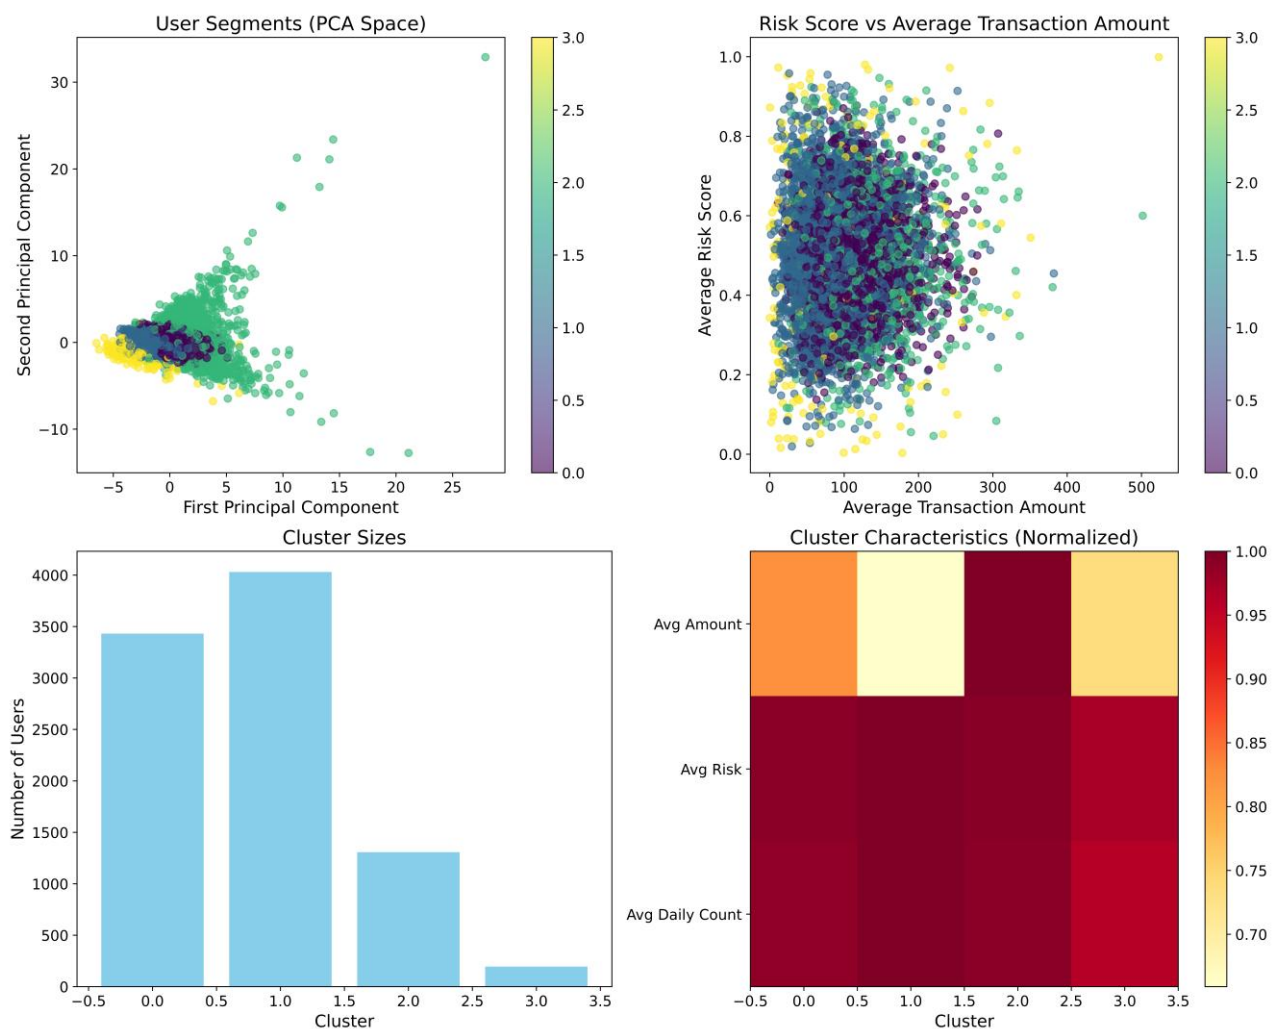 User Segments (PCA Space)
Second Principal Component
30
20
10
0
−10
−5 0 5 10 15 20 25
First Principal Component
3.0
2.5
2.0
1.5
1.0
0.5
0.0
Risk Score vs Average Transaction Amount
Average Risk Score
1.0
0.8
0.6
0.4
0.2
0.0
0 100 200 300 400 500
Average Transaction Amount
3.0
2.5
2.0
1.5
1.0
0.5
0.0
Cluster Sizes
Number of Users
4000
3500
3000
2500
2000
1500
1000
500
0
−0.5 0.0 0.5 1.0 1.5 2.0 2.5 3.0 3.5
Cluster
Cluster Characteristics (Normalized)
Avg Amount
Avg Risk
Avg Daily Count
−0.5 0.0 0.5 1.0 1.5 2.0 2.5 3.0 3.5
Cluster
1.00
0.95
0.90
0.85
0.80
0.75
0.70